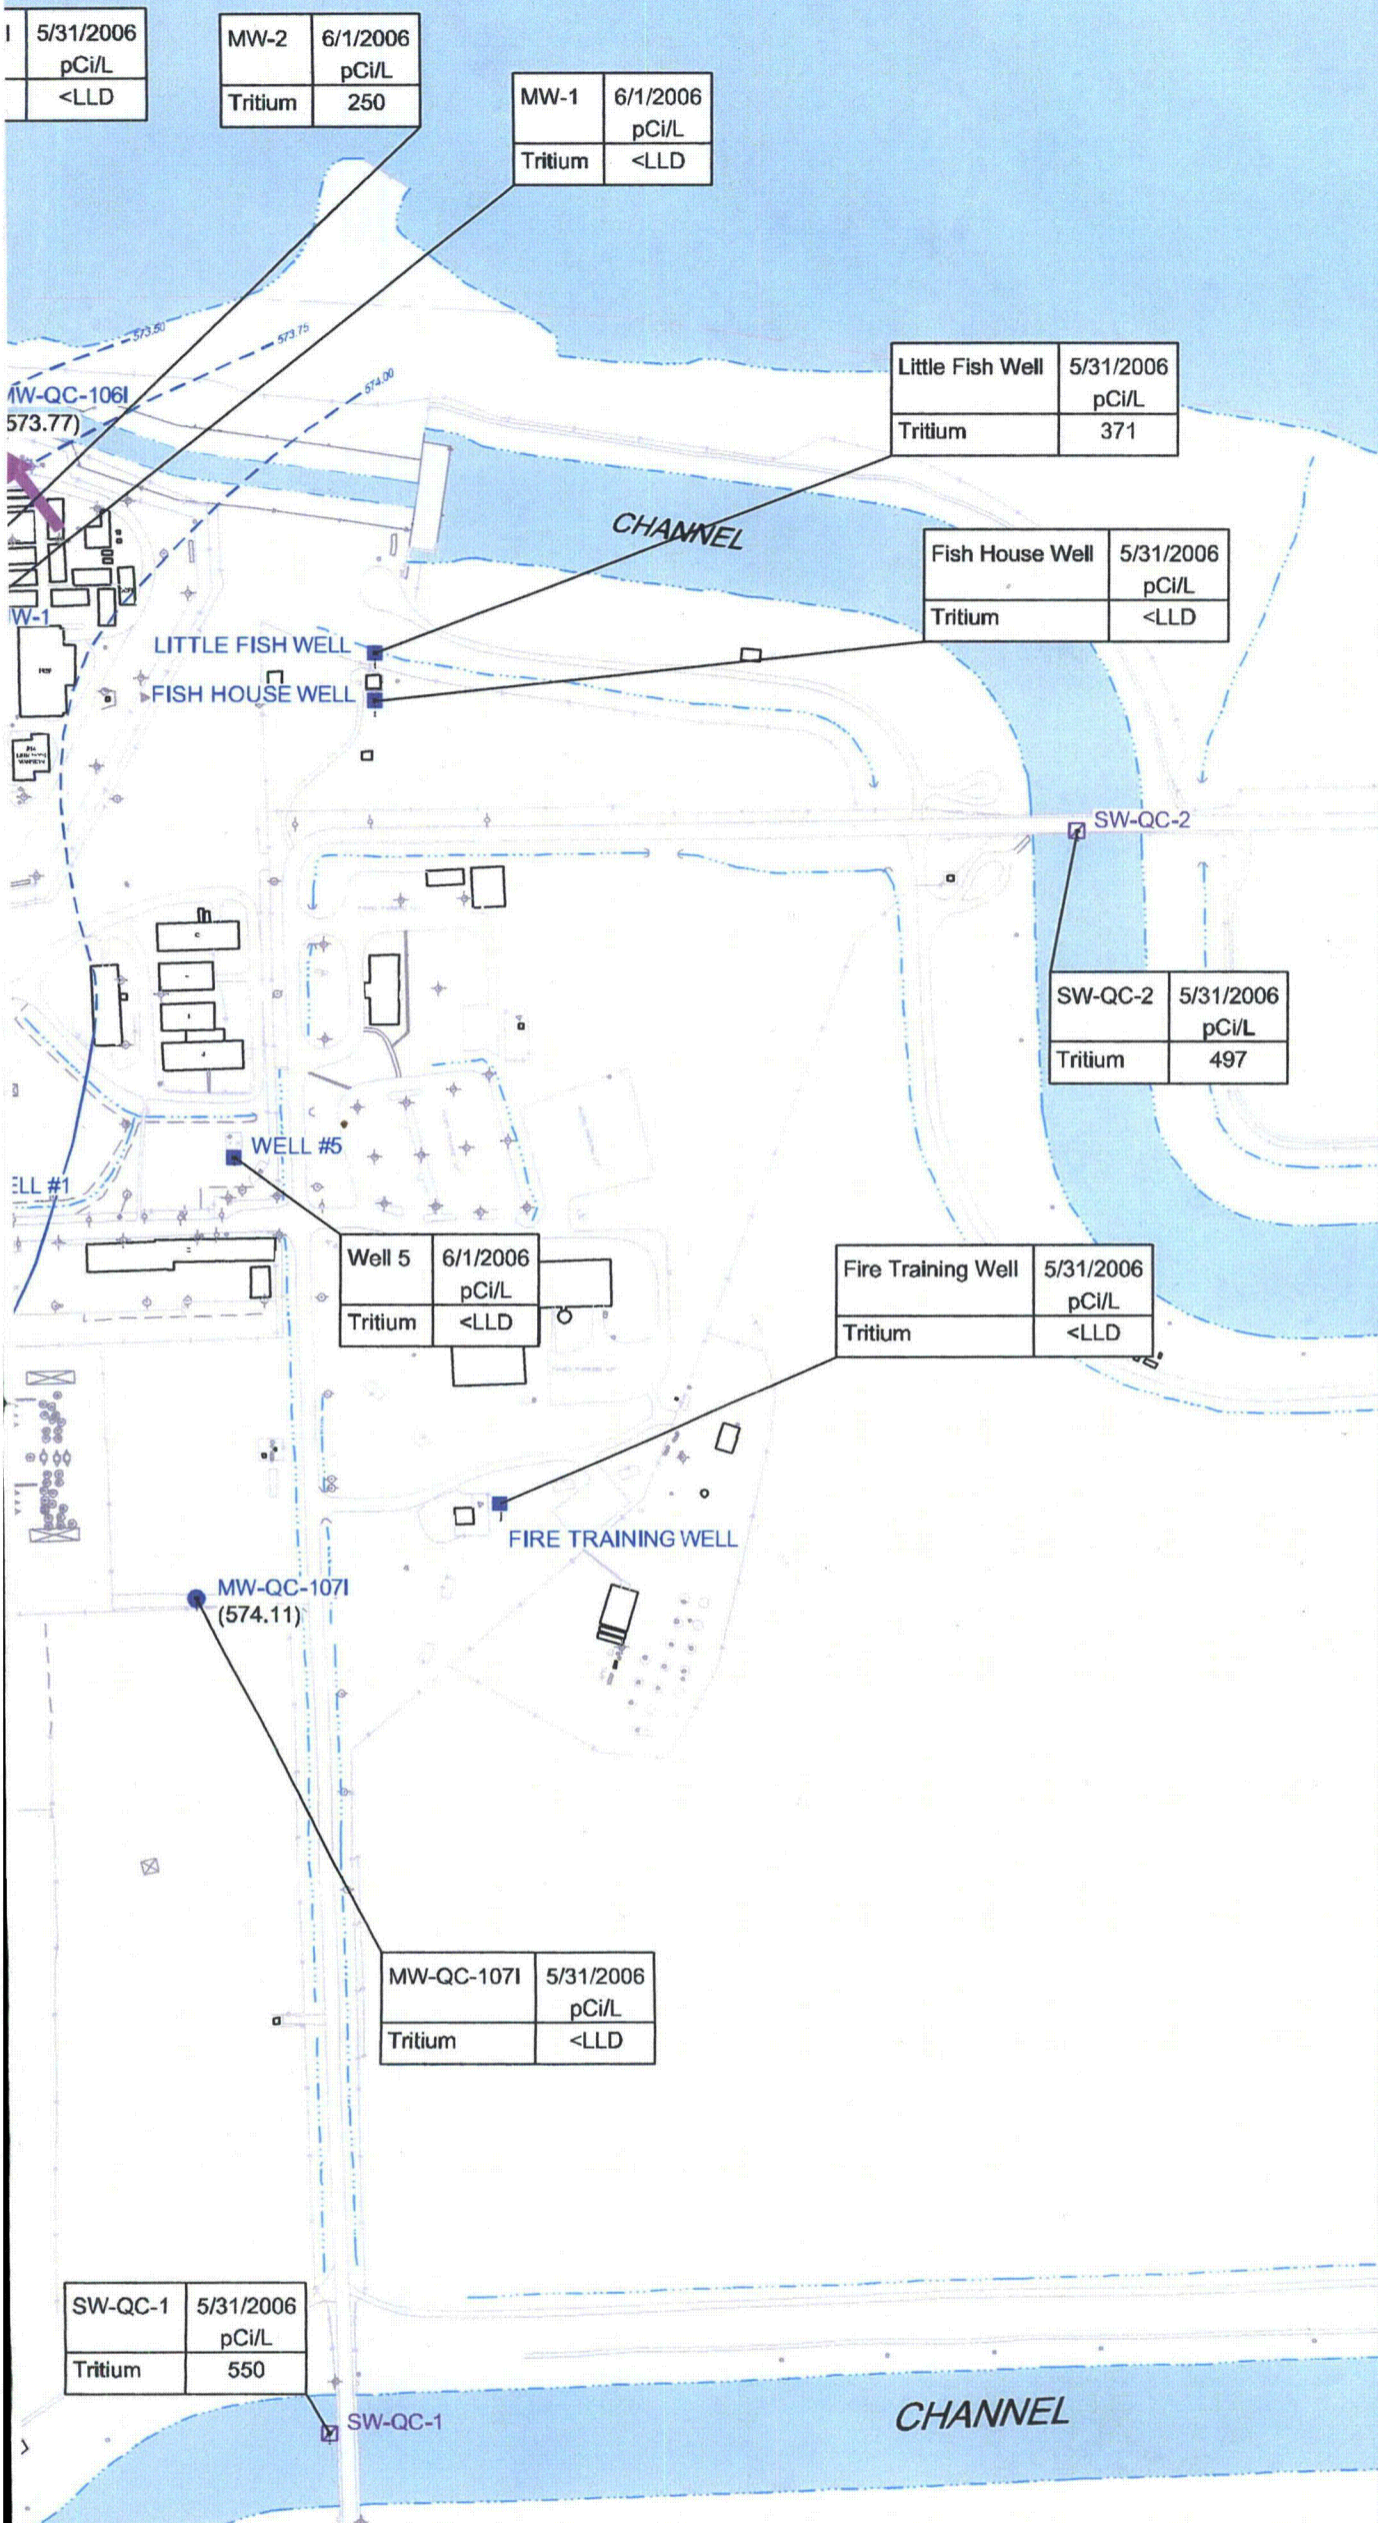 I 5/31/2006
pCi/L
<LLD
MW-2 6/1/2006
pCi/L
Tritium 250
MW-1 6/1/2006
pCi/L
Tritium <LLD
573.50
573.75
574.00
MW-QC-106I
573.77)
Little Fish Well 5/31/2006
pCi/L
Tritium 371
CHANNEL
Fish House Well 5/31/2006
pCi/L
Tritium <LLD
W-1
LITTLE FISH WELL
FISH HOUSE WELL
SW-QC-2
SW-QC-2 5/31/2006
pCi/L
Tritium 497
WELL #5
ELL #1
Well 5 6/1/2006
pCi/L
Tritium <LLD
Fire Training Well 5/31/2006
pCi/L
Tritium <LLD
FIRE TRAINING WELL
MW-QC-107I
(574.11)
MW-QC-107I 5/31/2006
pCi/L
Tritium <LLD
SW-QC-1 5/31/2006
pCi/L
Tritium 550
SW-QC-1
CHANNEL